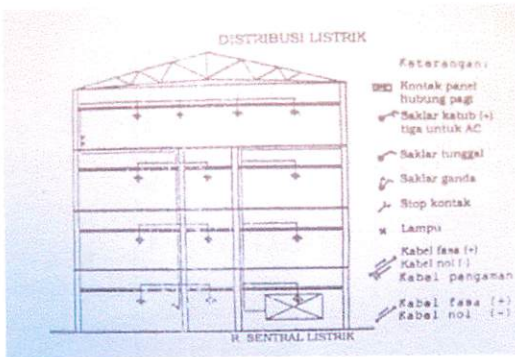 DISTRIBUSI LISTRIK
Keterangan:
Kontak panel
hubung pagi
Saklar katub (+)
tiga untuk AC
Saklar tunggal
Saklar ganda
Stop kontak
Lampu
Kabel fasa (+)
Kabel nol (-)
Kabel pangaman
Kabel fasa (+)
Kabel nol (-)
R. SENTRAL LISTRIK